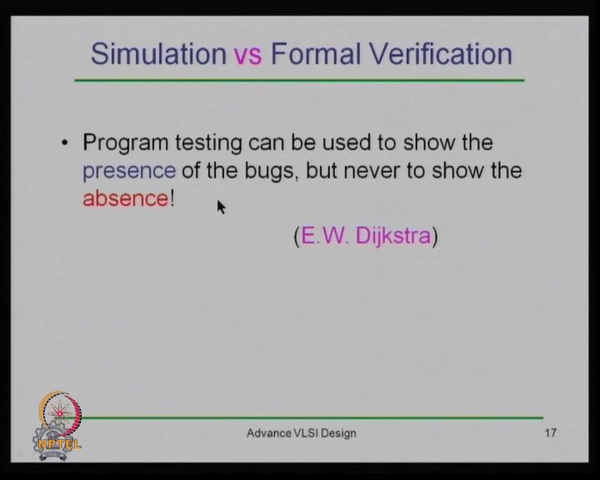 Simulation vs Formal Verification
• Program testing can be used to show the
presence of the bugs, but never to show the
absence!
(E.W. Dijkstra)
NPTEL
Advance VLSI Design
17